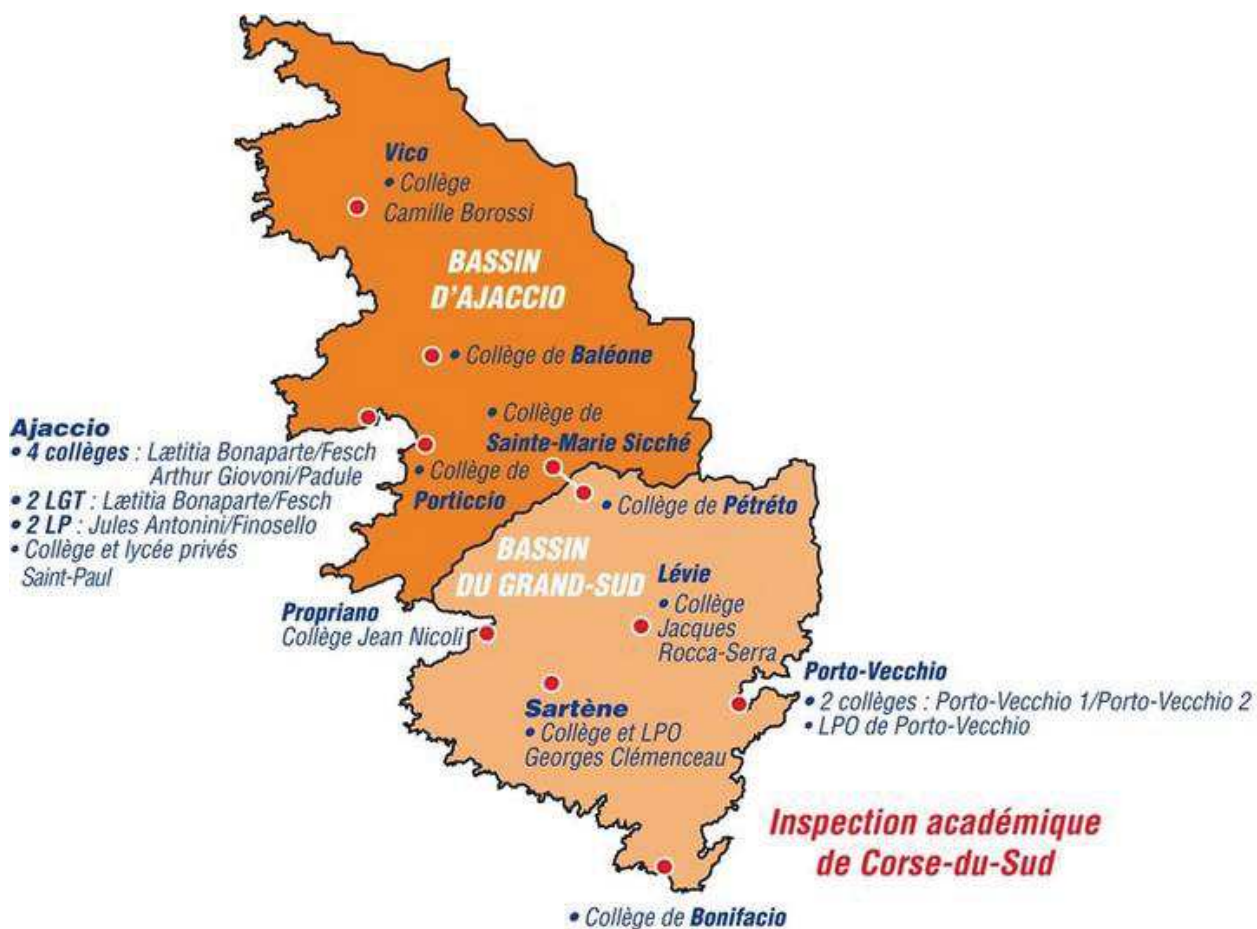 Vico
• Collège
Camille Borossi
BASSIN
D'AJACCIO
• Collège de Baléone
Ajaccio
• 4 collèges : Lætitia Bonaparte/Fesch
Arthur Giovoni/Padule
• 2 LGT : Lætitia Bonaparte/Fesch
• 2 LP : Jules Antonini/Finosello
• Collège et lycée privés
Saint-Paul
• Collège de
Sainte-Marie Sicché
• Collège de
Porticcio
• Collège de Pétréto
BASSIN
DU GRAND-SUD
Propriano
Collège Jean Nicoli
Lévie
• Collège
Jacques
Rocca-Serra
Sartène
• Collège et LPO
Georges Clémenceau
Porto-Vecchio
• 2 collèges : Porto-Vecchio 1/Porto-Vecchio 2
• LPO de Porto-Vecchio
Inspection académique
de Corse-du-Sud
• Collège de Bonifacio